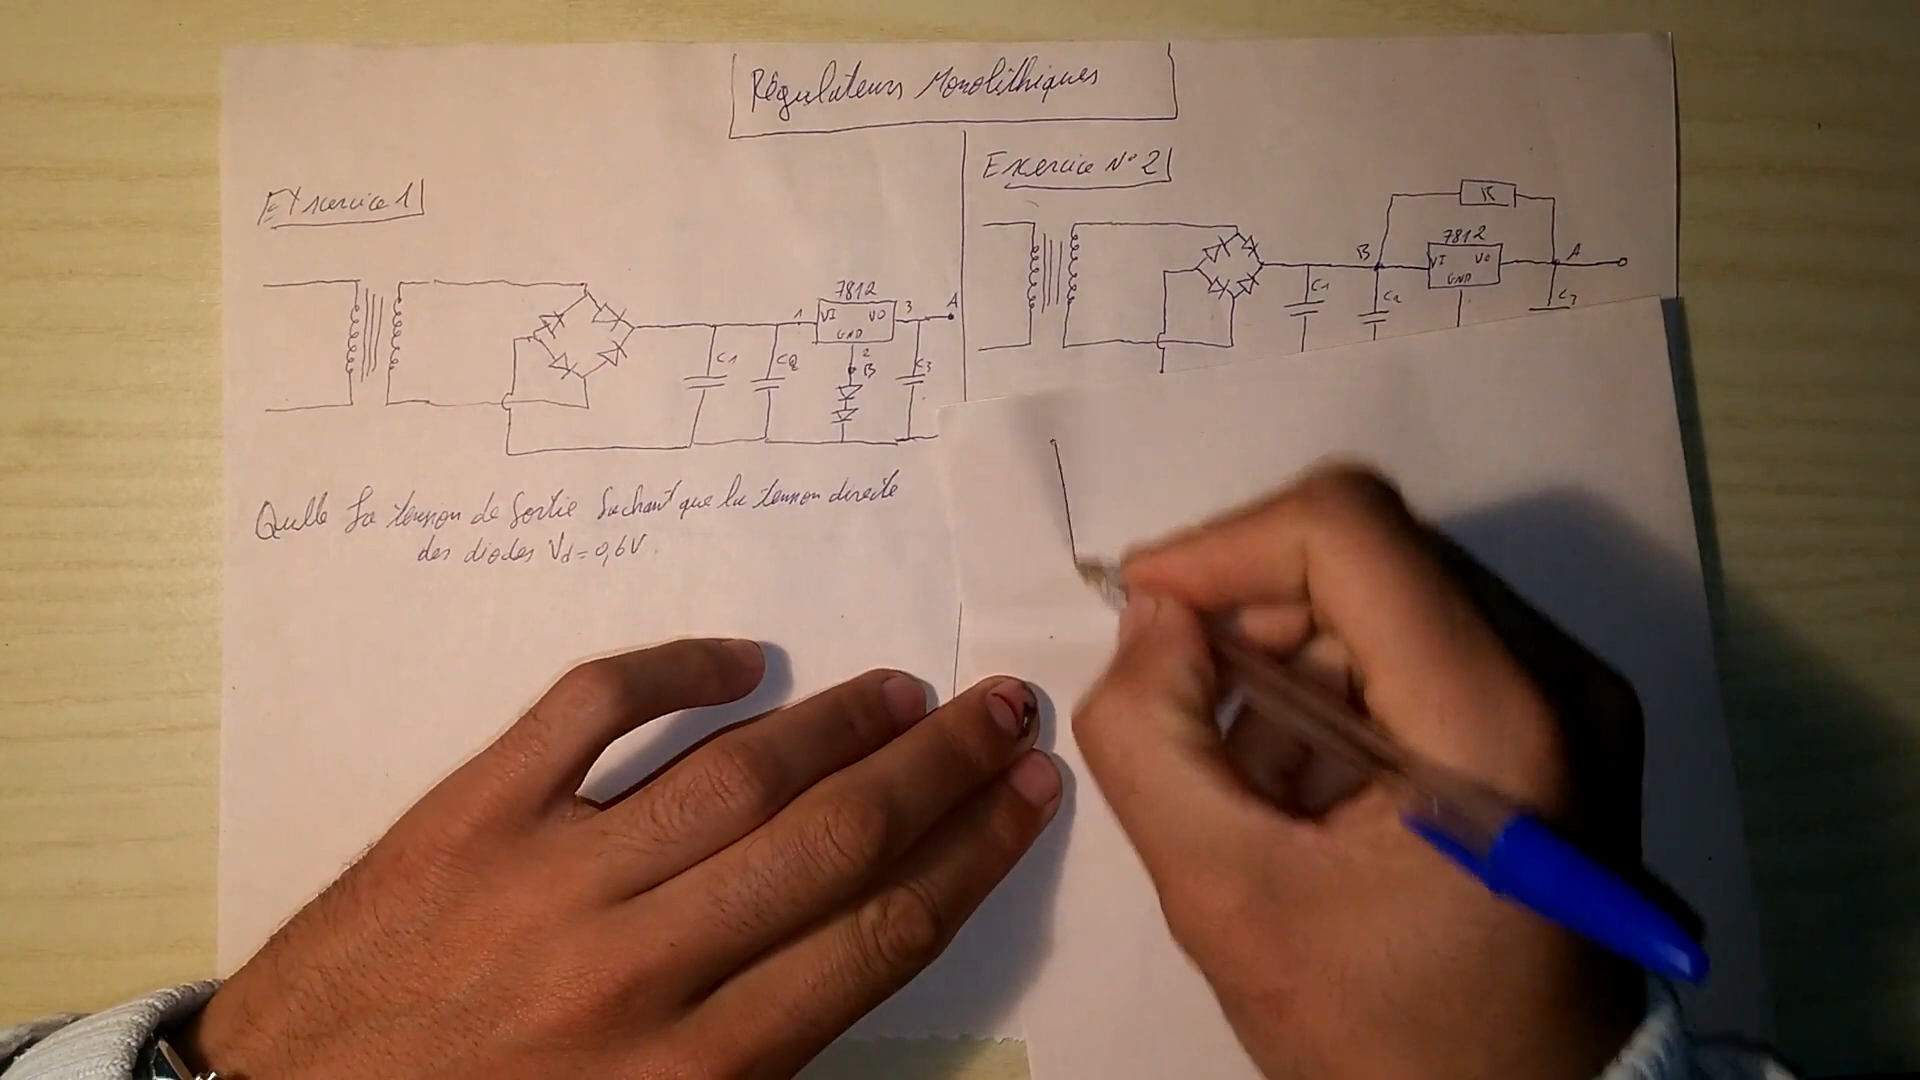 Régulateurs Monolithiques
Exercice 1
7812
1
VI
VO
3
A
GND
2
B
C1
C2
C3
Quelle la tension de Sortie Sachant que la tension directe
des diodes Vd = 0,6V.
Exercice N° 2
R
7812
B
VI
VO
A
GND
C1
C2